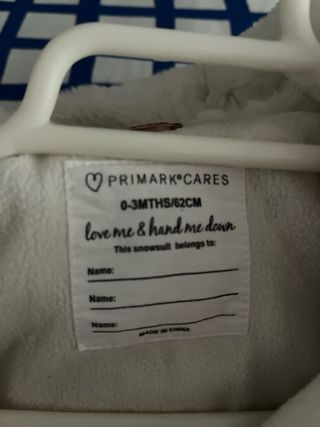 ♡ PRIMARK®CARES
0-3MTHS/62CM
love me & hand me down
This snowsuit belongs to:
Name:
Name:
Name:
MADE IN CHINA